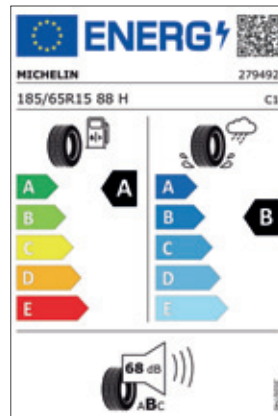 ENERG
MICHELIN 279492
185/65R15 88 H C1
A A
B
C
D
E
A
B B
C
D
E
68 dB
ABC